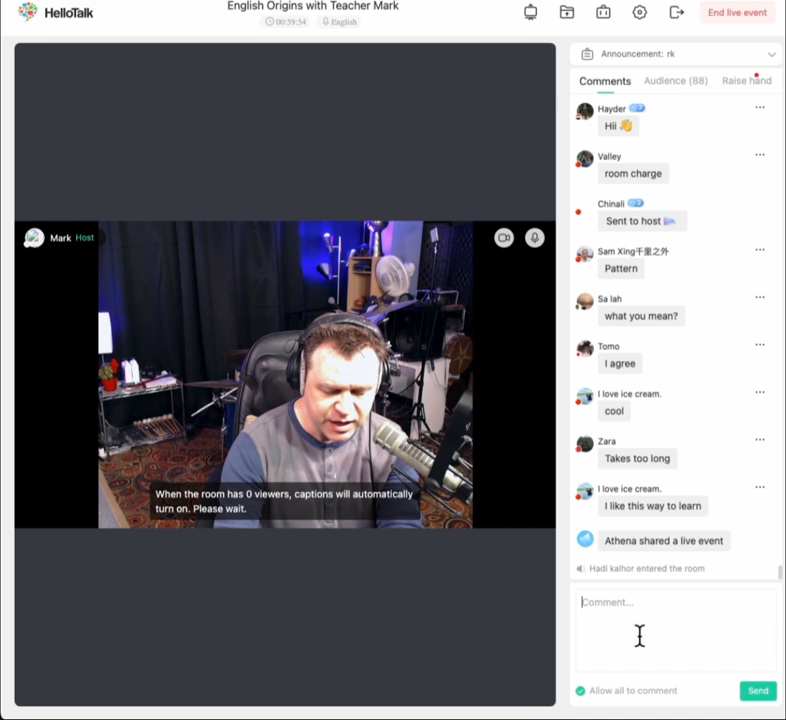 HelloTalk
English Origins with Teacher Mark
00:59:54
English
End live event
Mark Host
When the room has 0 viewers, captions will automatically
turn on. Please wait.
Announcement: rk
Comments
Audience (88)
Raise hand
Hayder
Hii 👋
Valley
room charge
Chinali
Sent to host
Sam Xing千里之外
Pattern
Sa lah
what you mean?
Tomo
I agree
I love ice cream.
cool
Zara
Takes too long
I love ice cream.
I like this way to learn
Athena shared a live event
Hadi kalhor entered the room
Comment...
Allow all to comment
Send